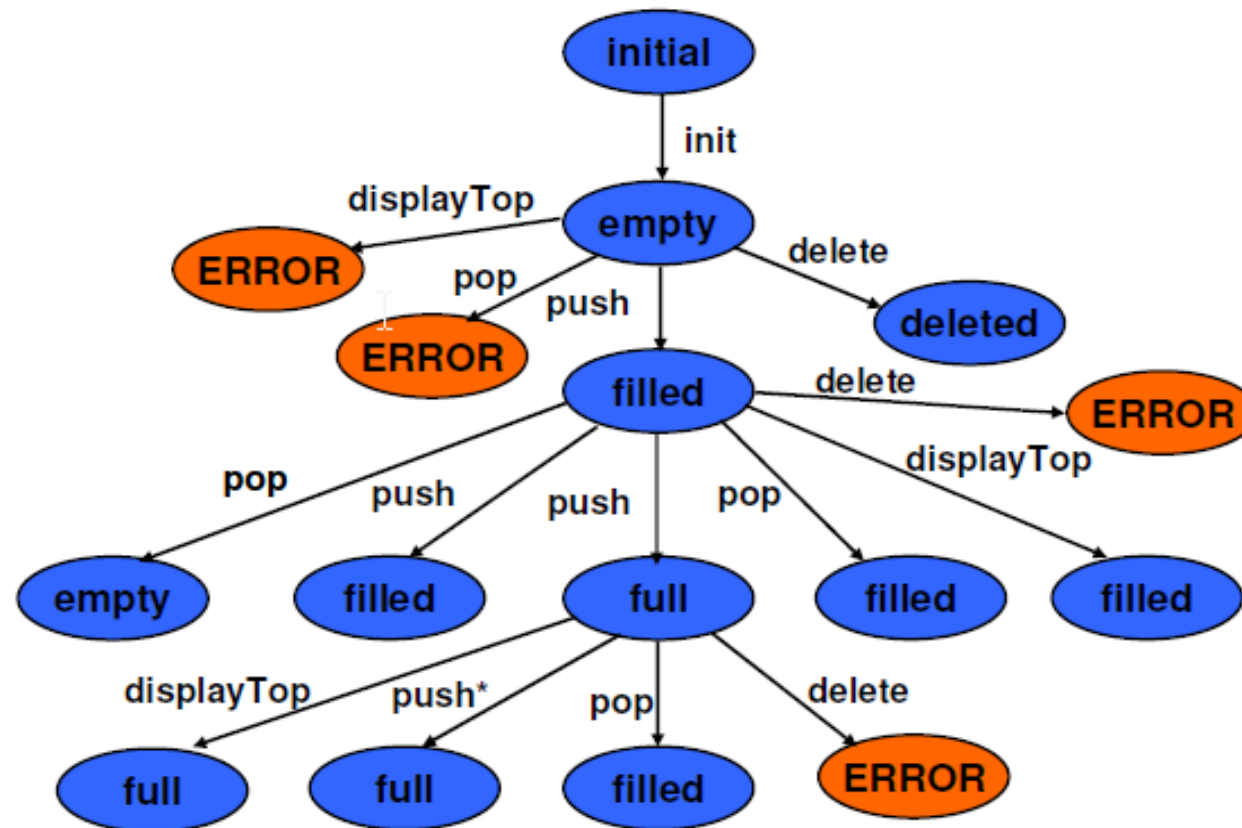 initial
init
displayTop
empty
delete
ERROR
pop
push
deleted
ERROR
filled
delete
ERROR
pop
push
push
pop
displayTop
empty
filled
full
filled
filled
displayTop
push*
pop
delete
full
full
filled
ERROR